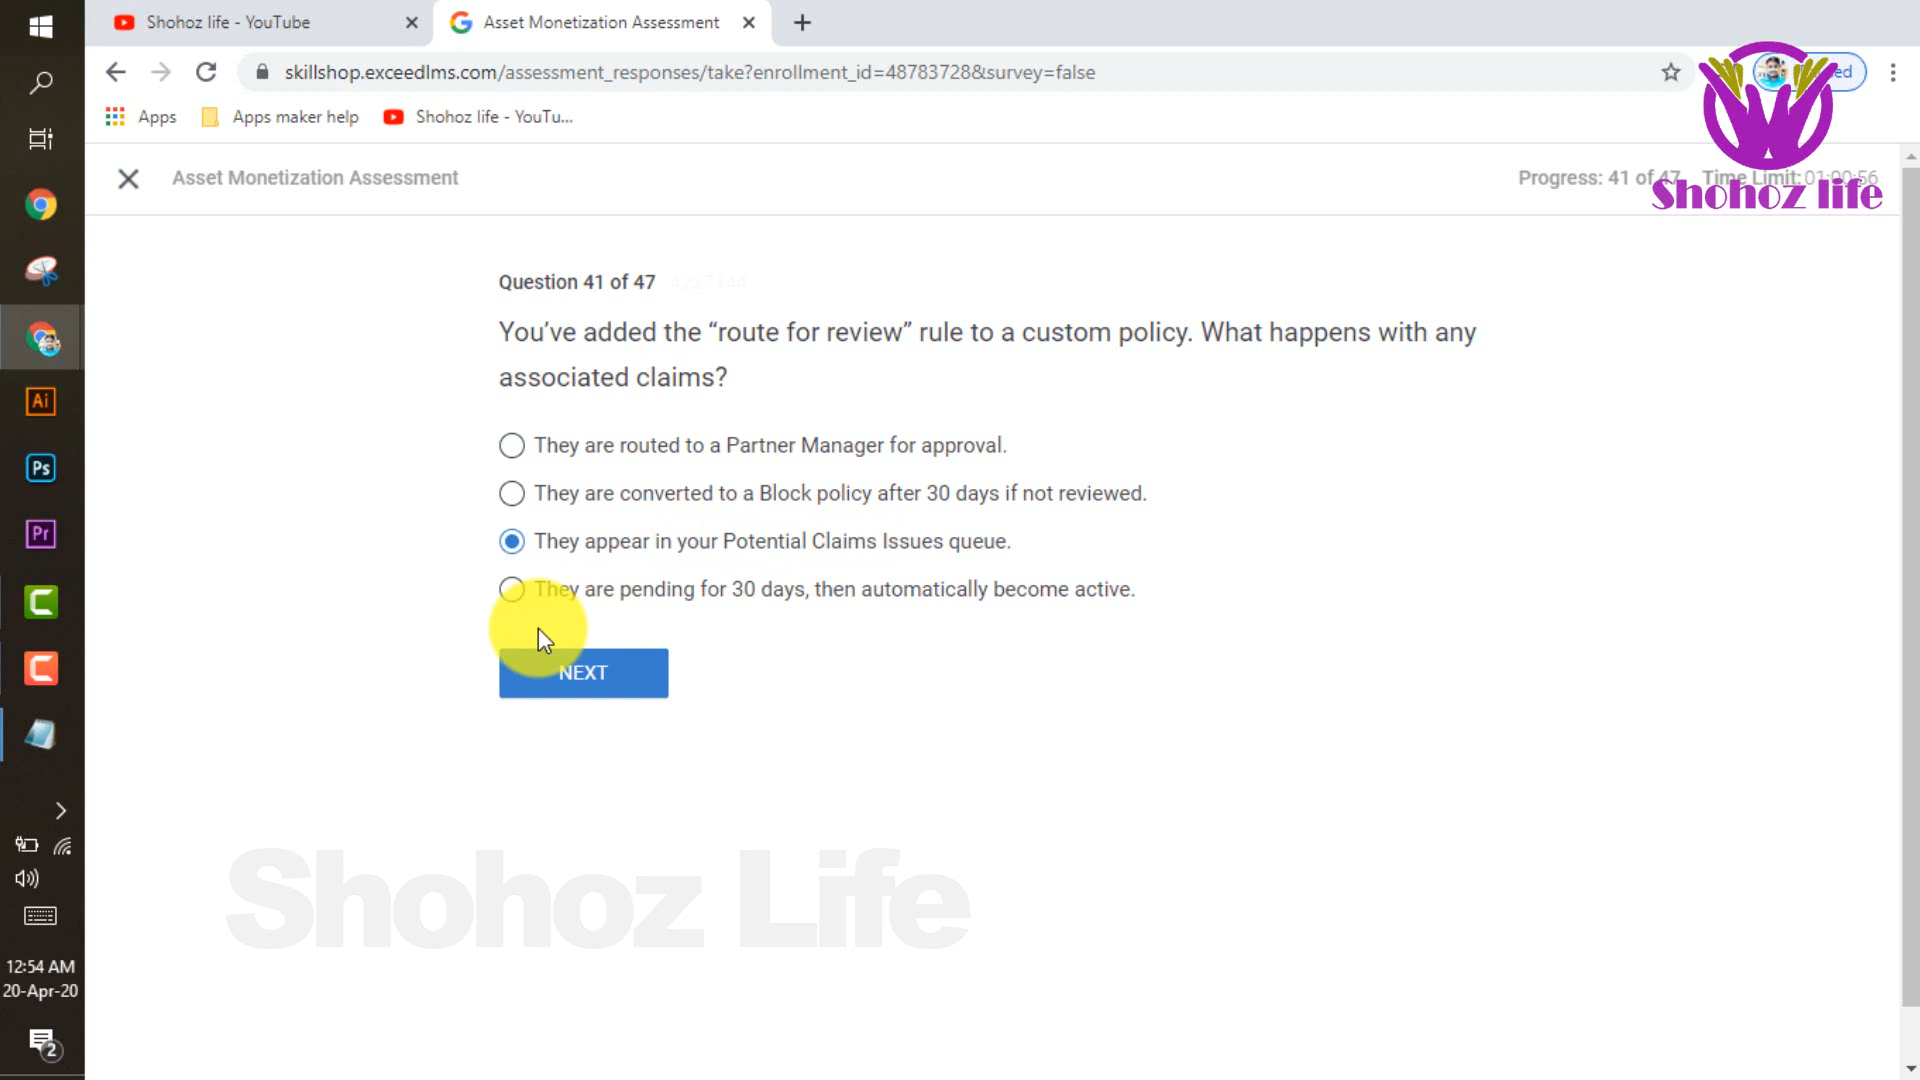 Shohoz life - YouTube
Asset Monetization Assessment
skillshop.exceedlms.com/assessment_responses/take?enrollment_id=48783728&survey=false
ed
Apps
Apps maker help
Shohoz life - YouTu...
Asset Monetization Assessment
Progress: 41 of 47
Time Limit: 01:00:56
Shohoz life
Question 41 of 47
You’ve added the “route for review” rule to a custom policy. What happens with any
associated claims?
They are routed to a Partner Manager for approval.
They are converted to a Block policy after 30 days if not reviewed.
They appear in your Potential Claims Issues queue.
They are pending for 30 days, then automatically become active.
NEXT
Shohoz Life
Ai
Ps
Pr
12:54 AM
20-Apr-20
2